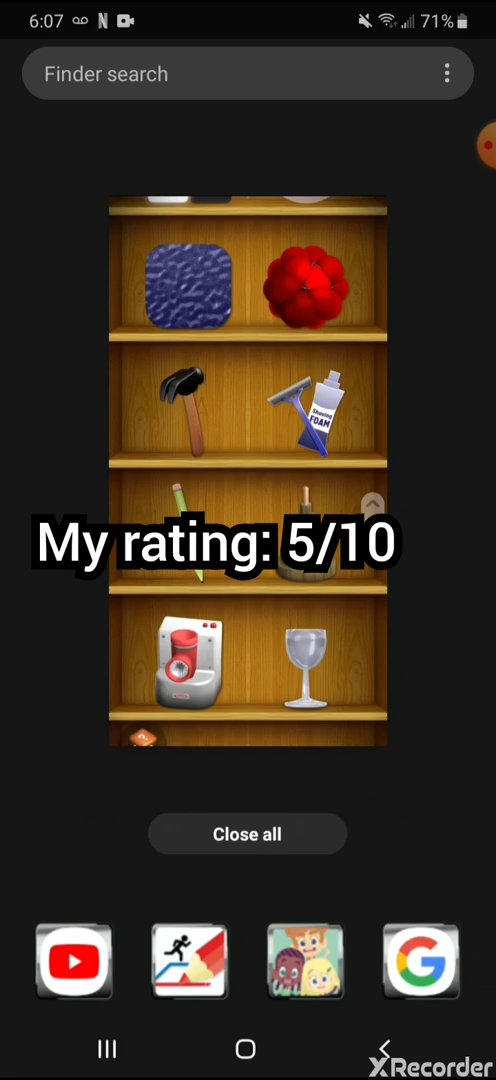 6:07 N 71%
Finder search
Shaving
FOAM
My rating: 5/10
Close all
XRecorder